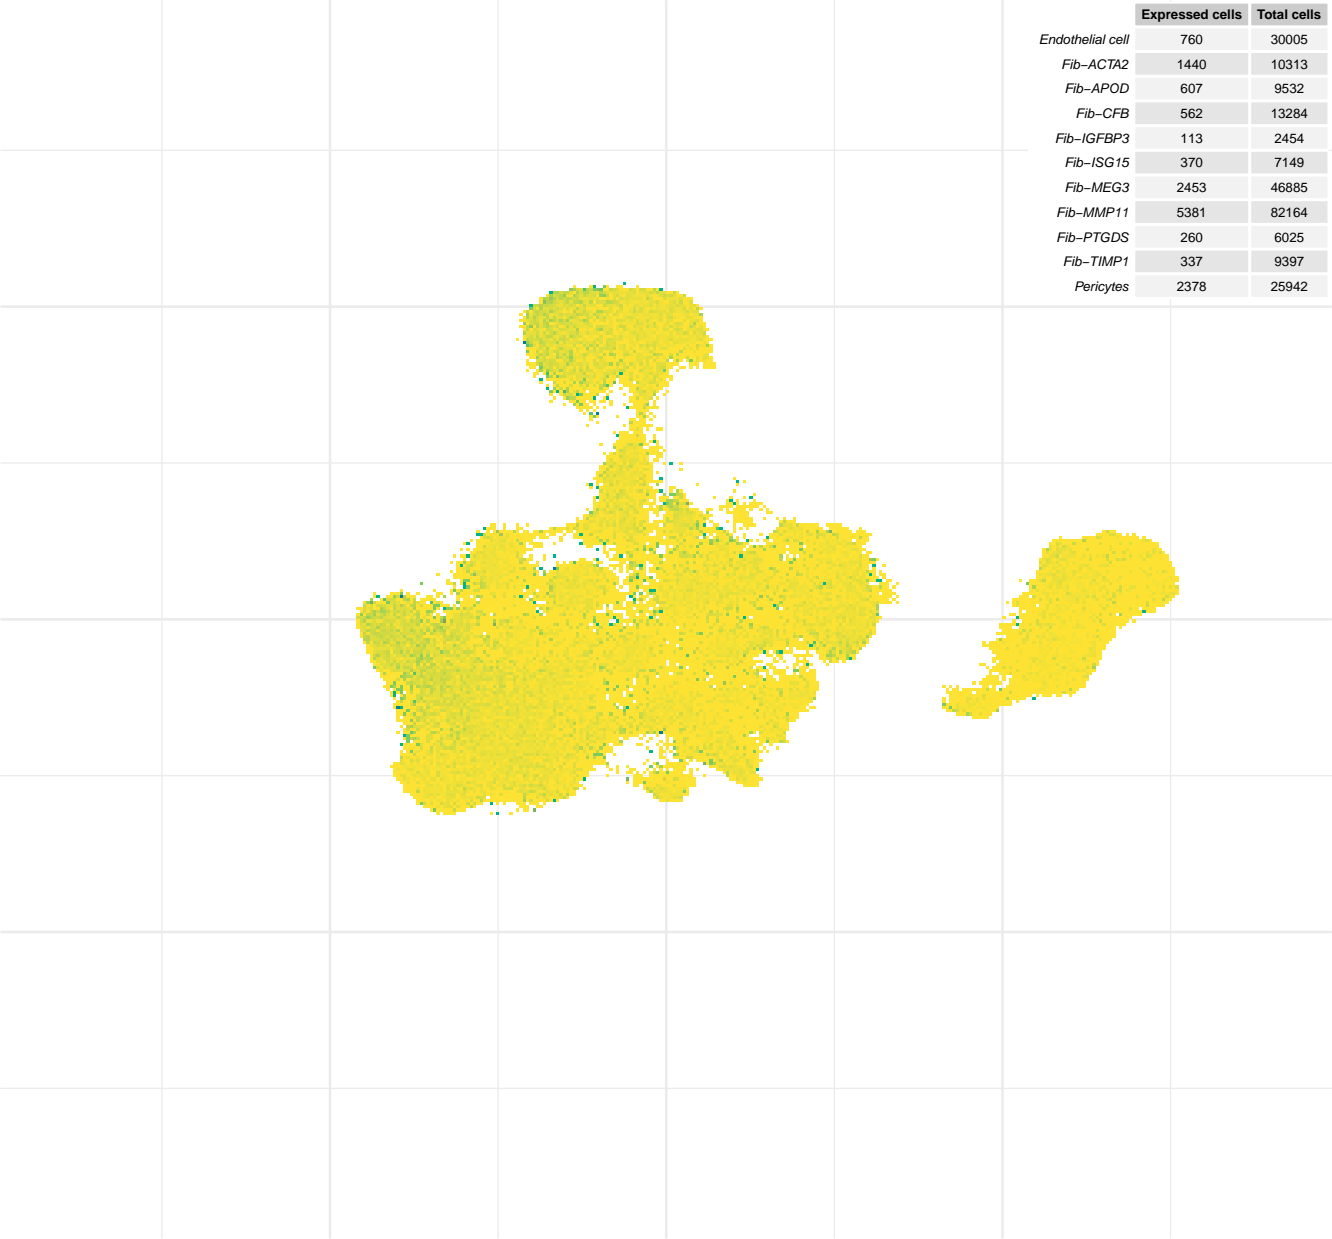 Expressed cells Total cells
Endothelial cell 760 30005
Fib−ACTA2 1440 10313
Fib−APOD 607 9532
Fib−CFB 562 13284
Fib−IGFBP3 113 2454
Fib−ISG15 370 7149
Fib−MEG3 2453 46885
Fib−MMP11 5381 82164
Fib−PTGDS 260 6025
Fib−TIMP1 337 9397
Pericytes 2378 25942